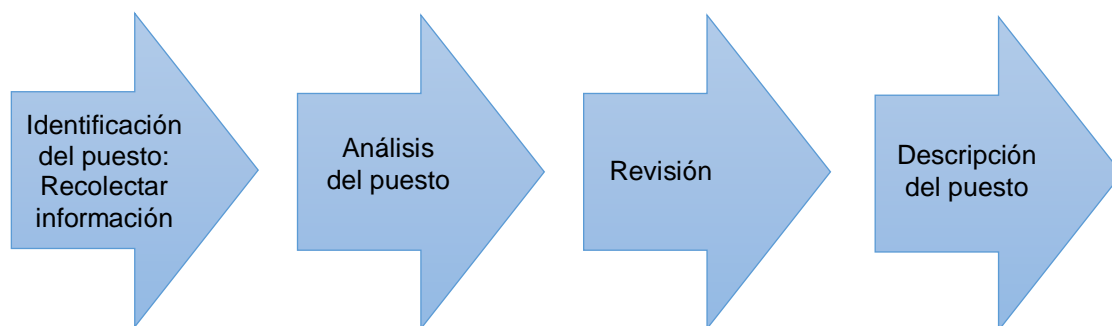 Identificación
del puesto:
Recolectar
información
Análisis
del puesto
Revisión
Descripción
del puesto